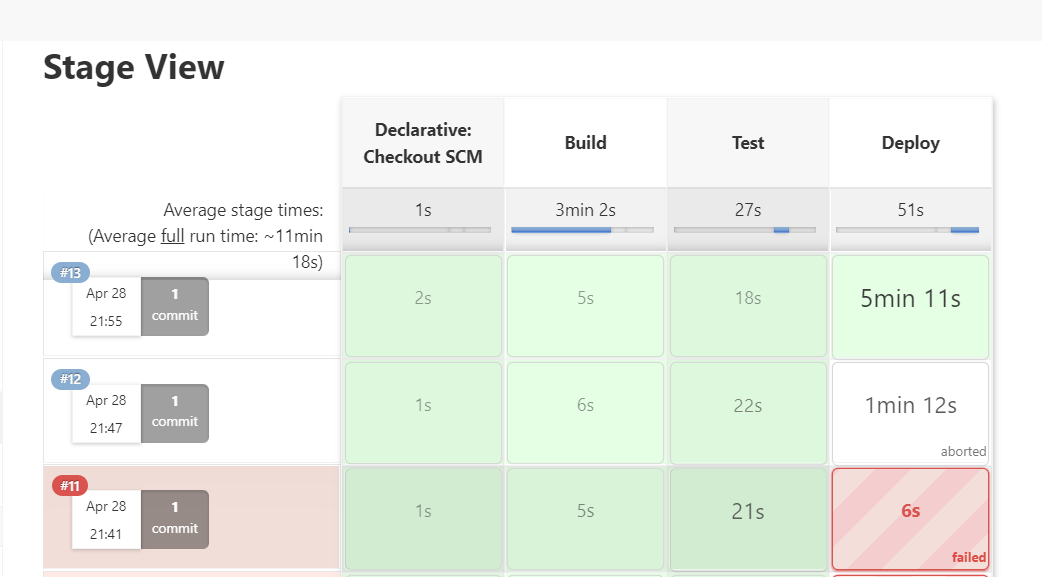 Stage View
Declarative:
Checkout SCM
Build
Test
Deploy
Average stage times:
(Average full run time: ~11min
18s)
1s
3min 2s
27s
51s
#13
Apr 28
21:55
1
commit
2s
5s
18s
5min 11s
#12
Apr 28
21:47
1
commit
1s
6s
22s
1min 12s
aborted
#11
Apr 28
21:41
1
commit
1s
5s
21s
6s
failed